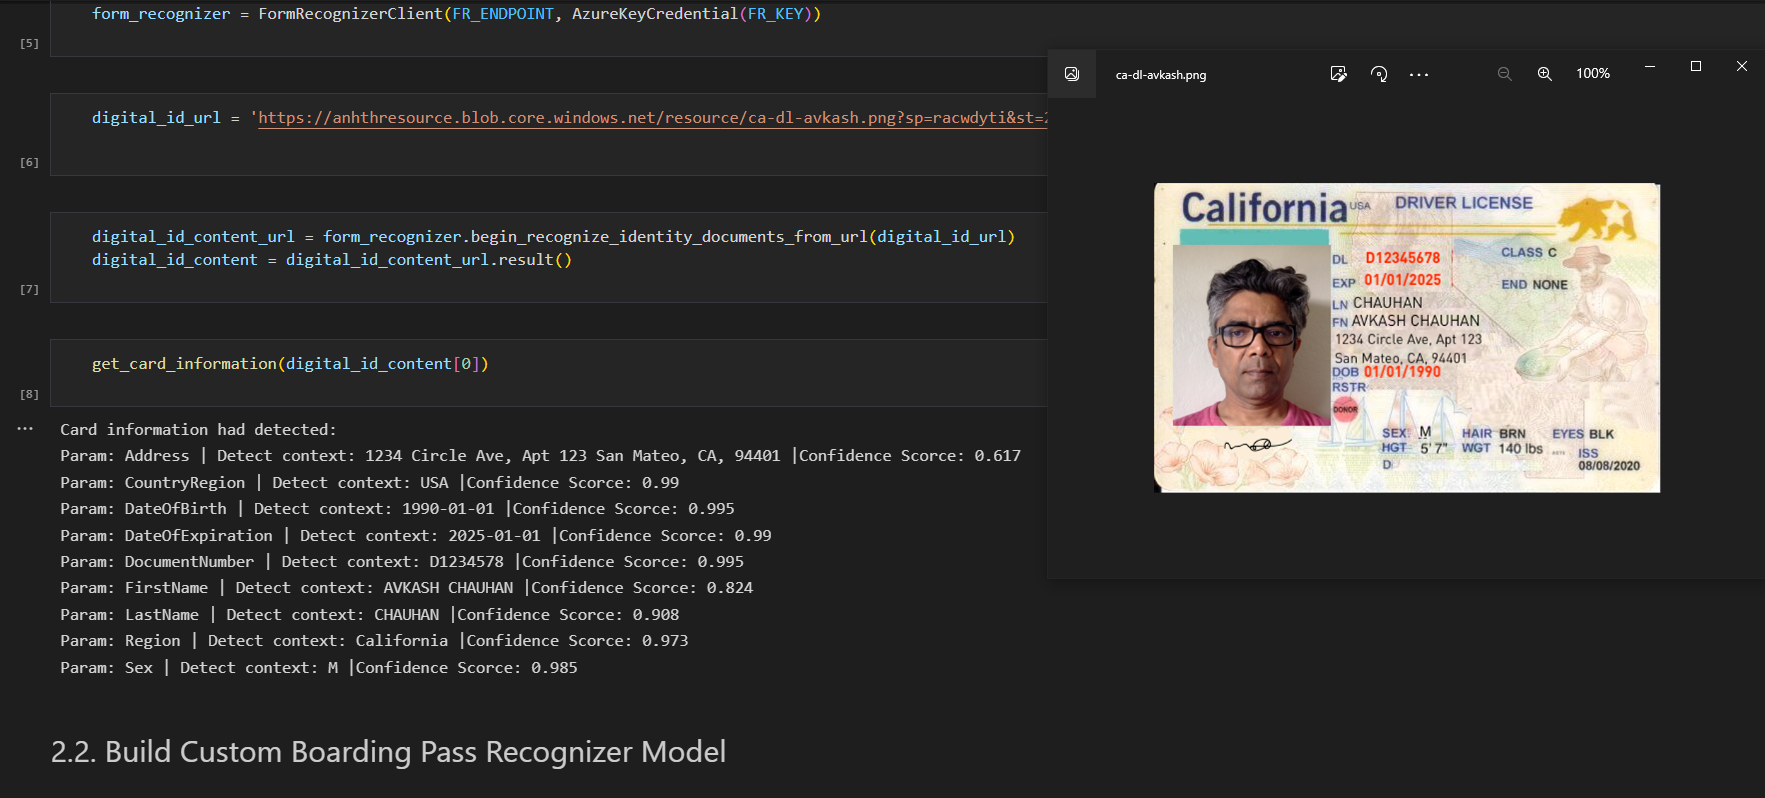 form_recognizer = FormRecognizerClient(FR_ENDPOINT, AzureKeyCredential(FR_KEY))
[5]
digital_id_url = 'https://anhthresource.blob.core.windows.net/resource/ca-dl-avkash.png?sp=racwdyti&st=2
[6]
digital_id_content_url = form_recognizer.begin_recognize_identity_documents_from_url(digital_id_url)
digital_id_content = digital_id_content_url.result()
[7]
get_card_information(digital_id_content[0])
[8]
Card information had detected:
Param: Address | Detect context: 1234 Circle Ave, Apt 123 San Mateo, CA, 94401 |Confidence Scorce: 0.617
Param: CountryRegion | Detect context: USA |Confidence Scorce: 0.99
Param: DateOfBirth | Detect context: 1990-01-01 |Confidence Scorce: 0.995
Param: DateOfExpiration | Detect context: 2025-01-01 |Confidence Scorce: 0.99
Param: DocumentNumber | Detect context: D1234578 |Confidence Scorce: 0.995
Param: FirstName | Detect context: AVKASH CHAUHAN |Confidence Scorce: 0.824
Param: LastName | Detect context: CHAUHAN |Confidence Scorce: 0.908
Param: Region | Detect context: California |Confidence Scorce: 0.973
Param: Sex | Detect context: M |Confidence Scorce: 0.985
2.2. Build Custom Boarding Pass Recognizer Model
ca-dl-avkash.png
100%
California USA DRIVER LICENSE
DL D12345678 CLASS C
EXP 01/01/2025 END NONE
LN CHAUHAN
FN AVKASH CHAUHAN
1234 Circle Ave, Apt 123
San Mateo, CA, 94401
DOB 01/01/1990
RSTR
DONOR
SEX: M HAIR BRN EYES BLK
HGT 5' 7" WGT 140 lbs ISS
D 08/08/2020